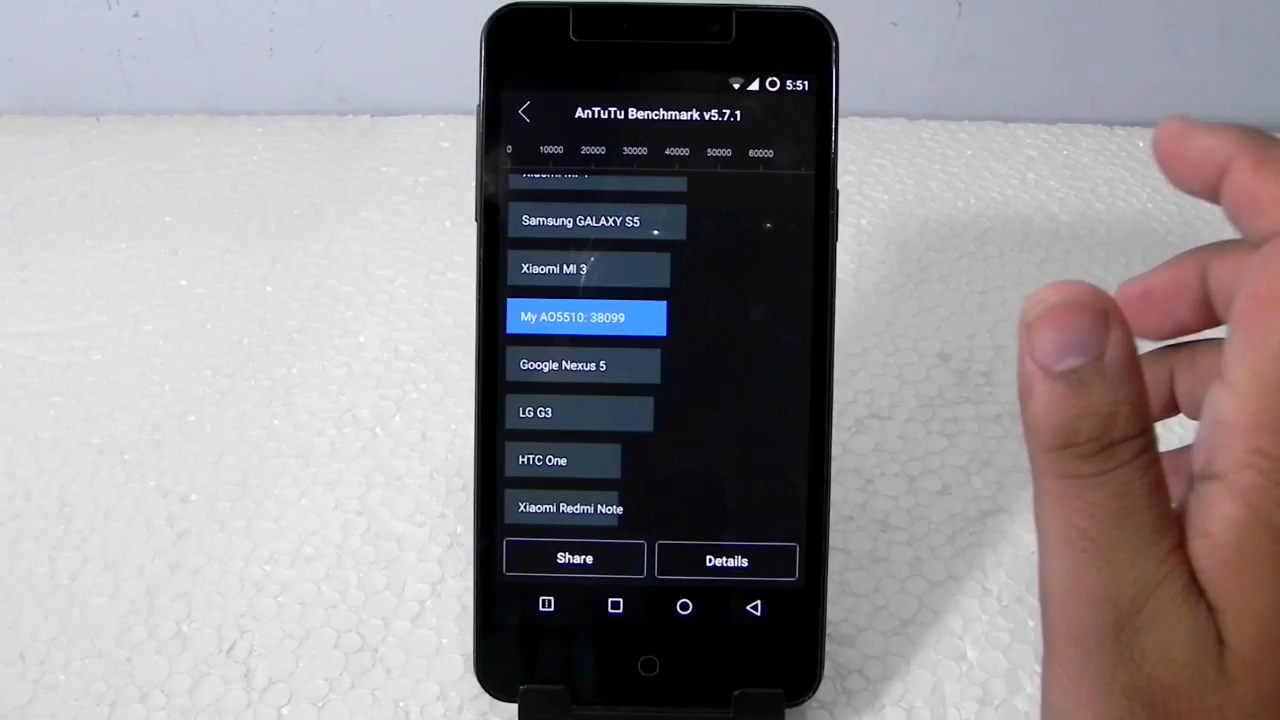 5:51
AnTuTu Benchmark v5.7.1
0 10000 20000 30000 40000 50000 60000
Samsung GALAXY S5
Xiaomi MI 3
My AO5510: 38099
Google Nexus 5
LG G3
HTC One
Xiaomi Redmi Note
Share Details